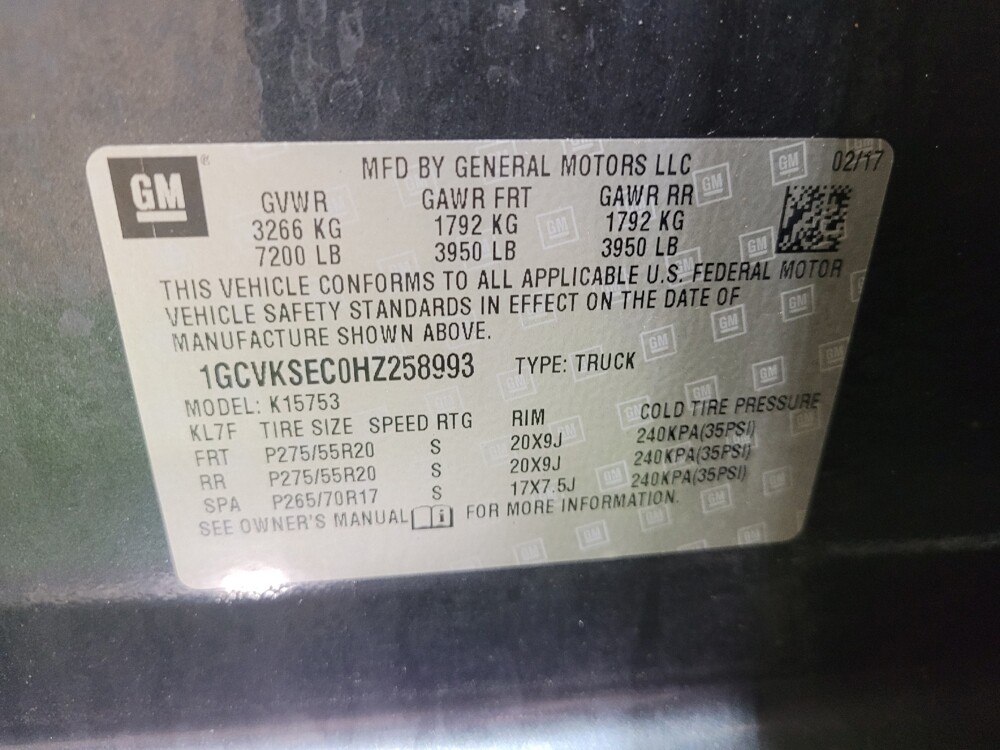 GM ®
MFD BY GENERAL MOTORS LLC 02/17
GVWR GAWR FRT GAWR RR
3266 KG 1792 KG 1792 KG
7200 LB 3950 LB 3950 LB
THIS VEHICLE CONFORMS TO ALL APPLICABLE U.S. FEDERAL MOTOR
VEHICLE SAFETY STANDARDS IN EFFECT ON THE DATE OF
MANUFACTURE SHOWN ABOVE.
1GCVKSEC0HZ258993 TYPE: TRUCK
MODEL: K15753
KL7F TIRE SIZE SPEED RTG RIM COLD TIRE PRESSURE
FRT P275/55R20 S 20X9J 240KPA(35PSI)
RR P275/55R20 S 20X9J 240KPA(35PSI)
SPA P265/70R17 S 17X7.5J 240KPA(35PSI)
SEE OWNER'S MANUAL i FOR MORE INFORMATION.